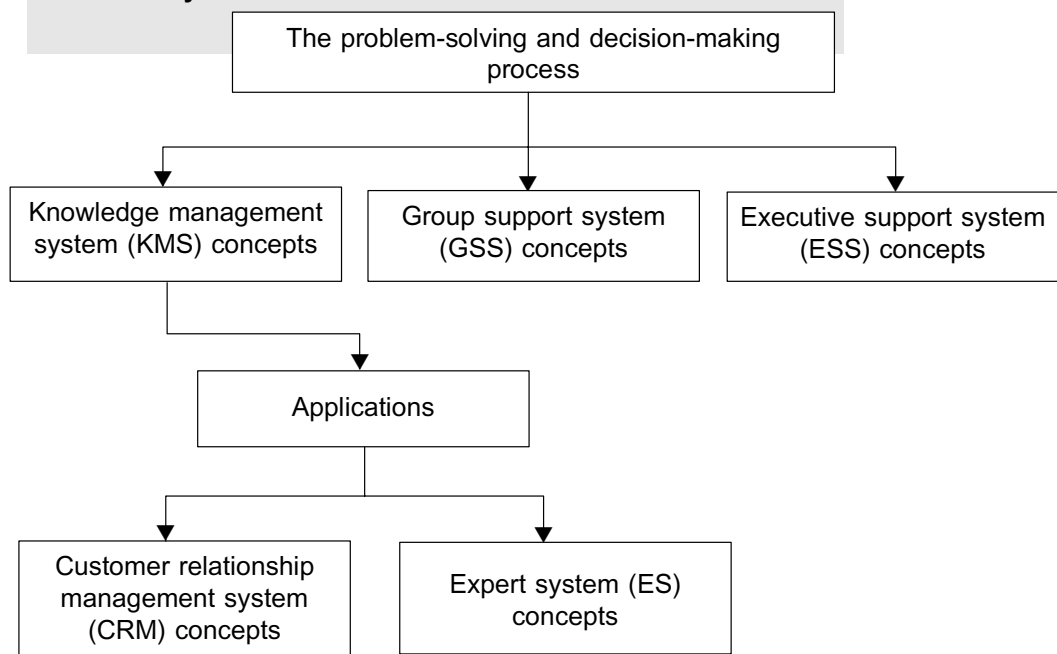 The problem-solving and decision-making
process
Knowledge management
system (KMS) concepts
Group support system
(GSS) concepts
Executive support system
(ESS) concepts
Applications
Customer relationship
management system
(CRM) concepts
Expert system (ES)
concepts